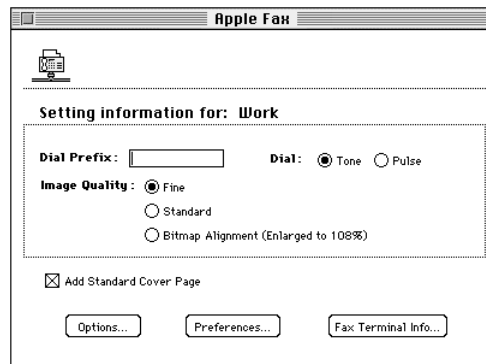 Apple Fax
Setting information for: Work
Dial Prefix: Dial: Tone Pulse
Image Quality: Fine
Standard
Bitmap Alignment (Enlarged to 108%)
Add Standard Cover Page
Options... Preferences... Fax Terminal Info...